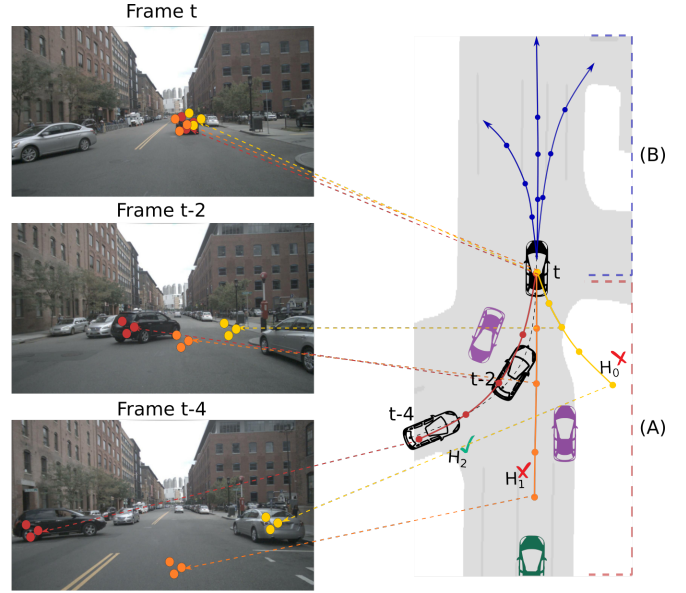 Frame t
Frame t-2
Frame t-4
(B)
t
H0
t-2
t-4
H2
H1
(A)